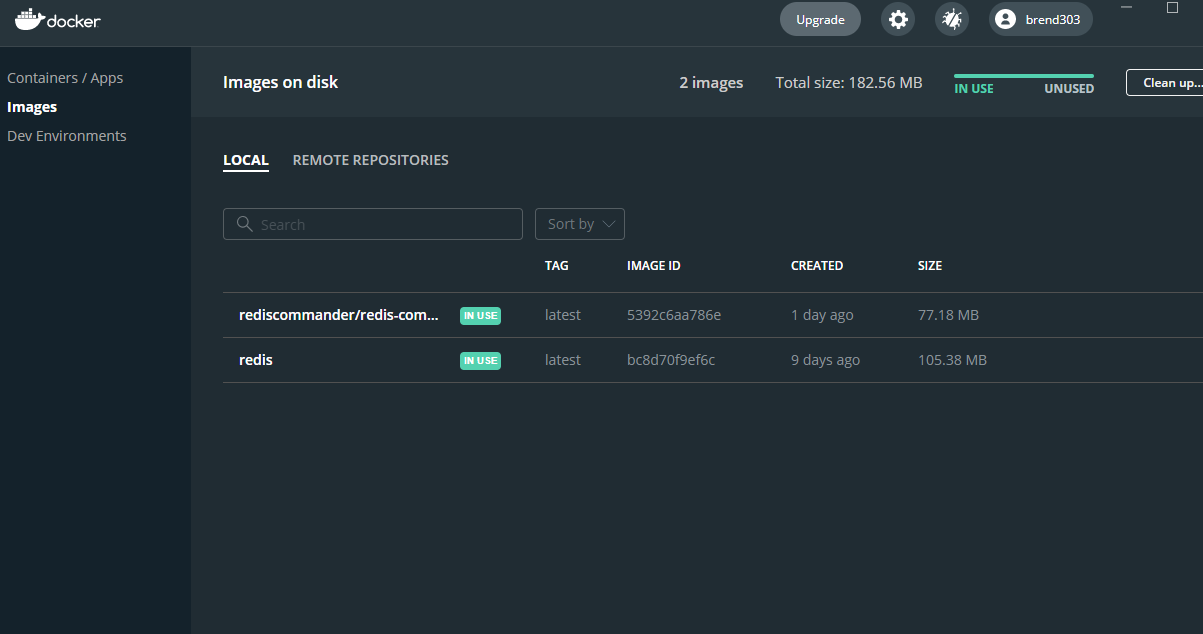 docker
Upgrade
brend303
Containers / Apps
Images
Dev Environments
Images on disk
2 images
Total size: 182.56 MB
IN USE
UNUSED
Clean up...
LOCAL
REMOTE REPOSITORIES
Search
Sort by
TAG IMAGE ID CREATED SIZE
rediscommander/redis-com... IN USE latest 5392c6aa786e 1 day ago 77.18 MB
redis IN USE latest bc8d70f9ef6c 9 days ago 105.38 MB